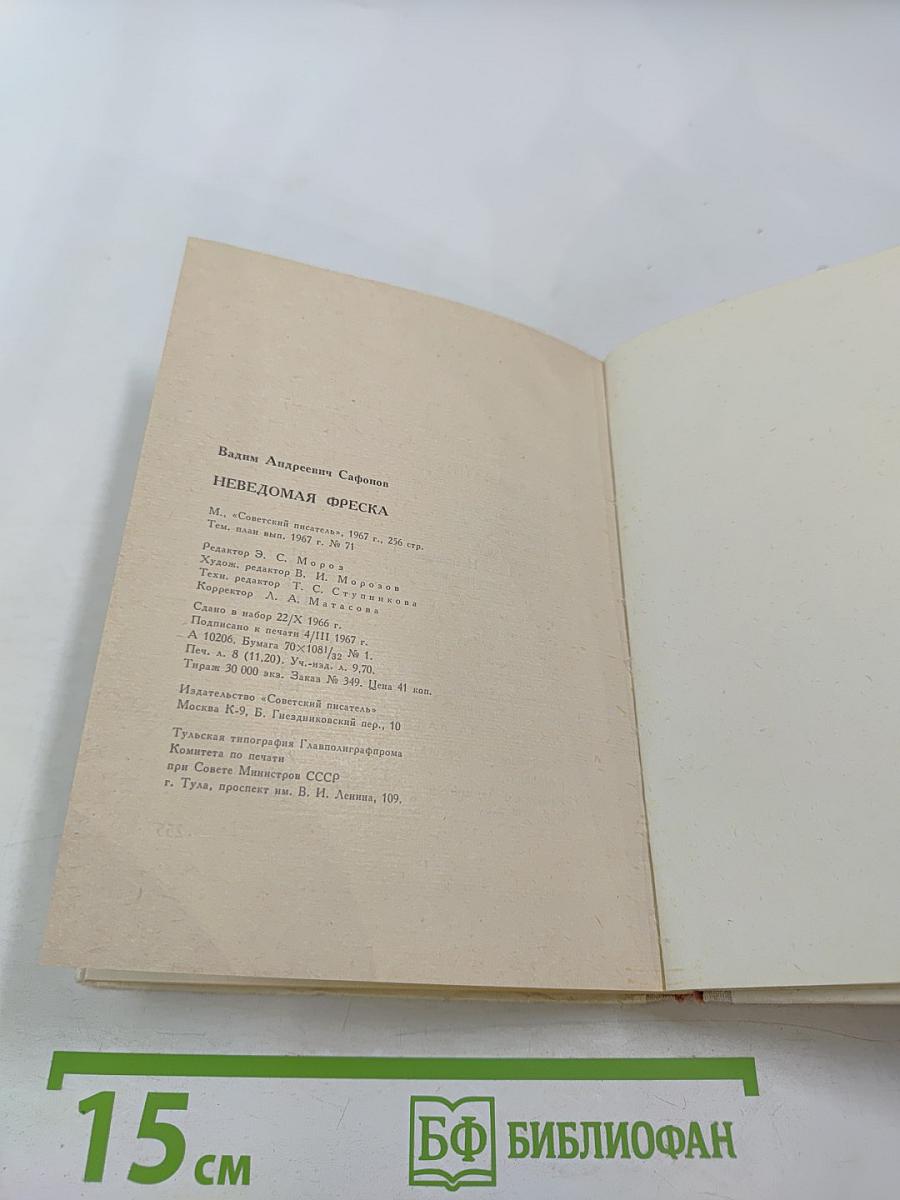 Вадим Андреевич Сафонов
НЕВЕДОМАЯ ФРЕСКА
М., «Советский писатель», 1967 г., 256 стр.
Тем. план вып. 1967 г. № 71
Редактор Э. С. Мороз
Худож. редактор В. И. Морозов
Техн. редактор Т. С. Ступникова
Корректор Л. А. Матасова
Сдано в набор 22/X 1966 г.
Подписано к печати 4/III 1967 г.
А 10206. Бумага 70×108¹/₃₂ № 1.
Печ. л. 8 (11,20). Уч.-изд. л. 9,70.
Тираж 30 000 экз. Заказ № 349. Цена 41 коп.
Издательство «Советский писатель»
Москва К-9, Б. Гнездниковский пер., 10
Тульская типография Главполиграфпрома
Комитета по печати
при Совете Министров СССР
г. Тула, проспект им. В. И. Ленина, 109.
15 см
БФ БИБЛИОФАН